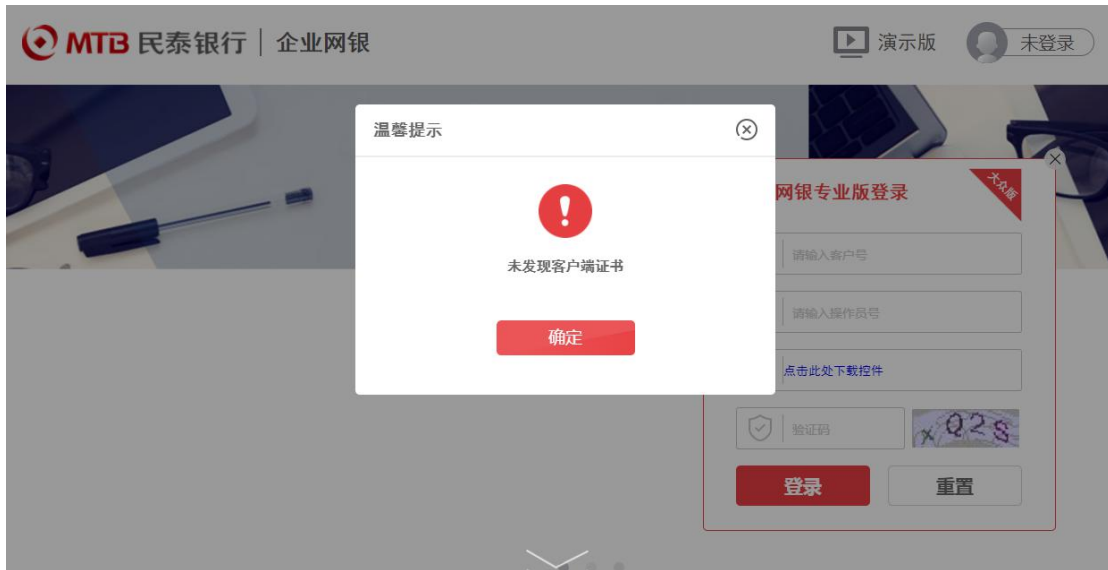 MTB 民泰银行 企业网银
演示版
未登录
温馨提示
未发现客户端证书
确定
网银专业版登录
大众版
请输入客户号
请输入操作员号
点击此处下载控件
验证码
xQ2S
登录
重置